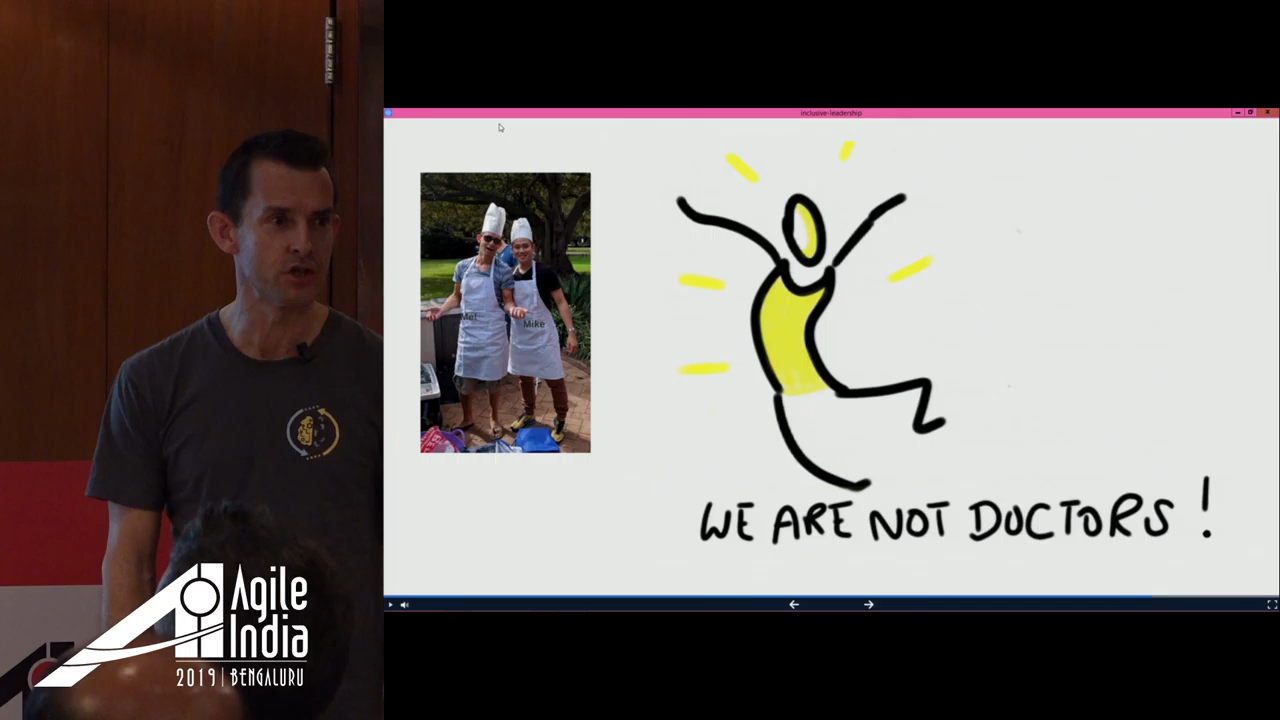 inclusive-leadership
Me!
Mike
WE ARE NOT DOCTORS !
Agile
India
2019 | BENGALURU